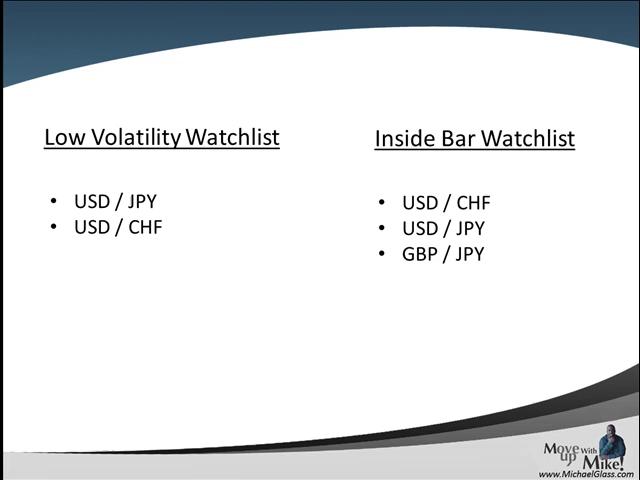 Low Volatility Watchlist
• USD / JPY
• USD / CHF
Inside Bar Watchlist
• USD / CHF
• USD / JPY
• GBP / JPY
Move up With Mike!
www.MichaelGlass.com